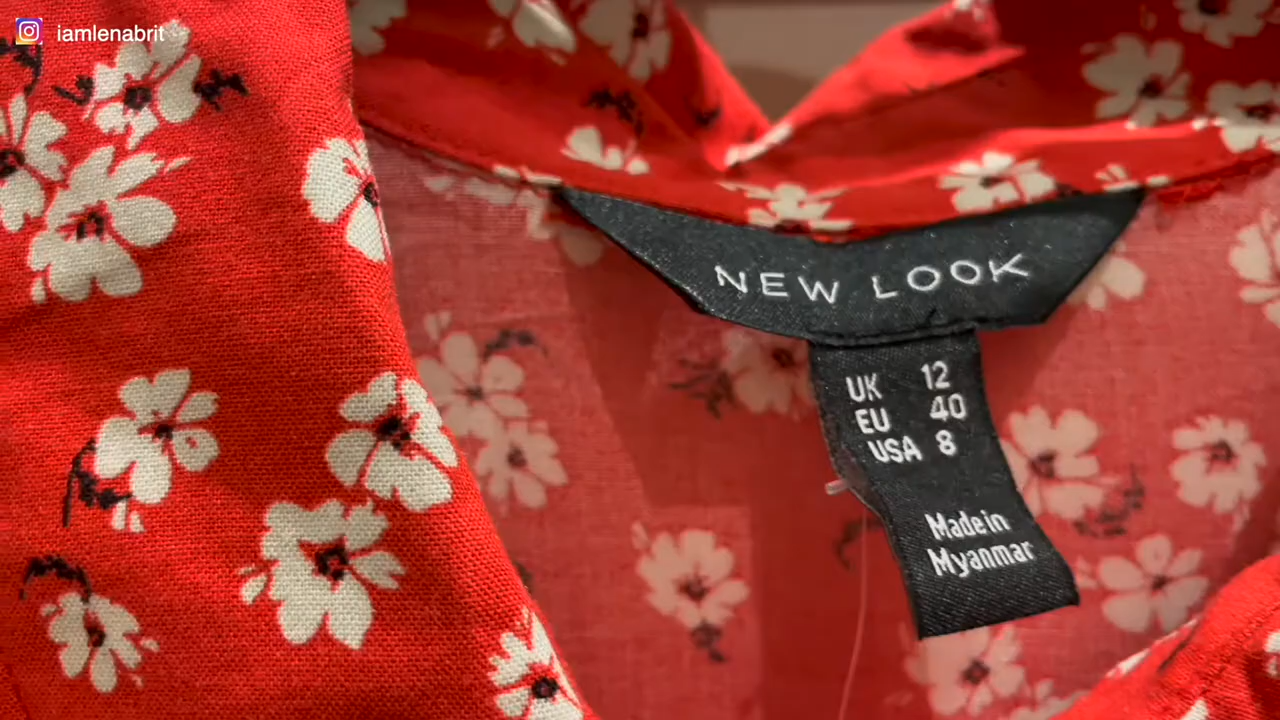 iamlenabrit
NEW LOOK
UK 12
EU 40
USA 8
Made in
Myanmar